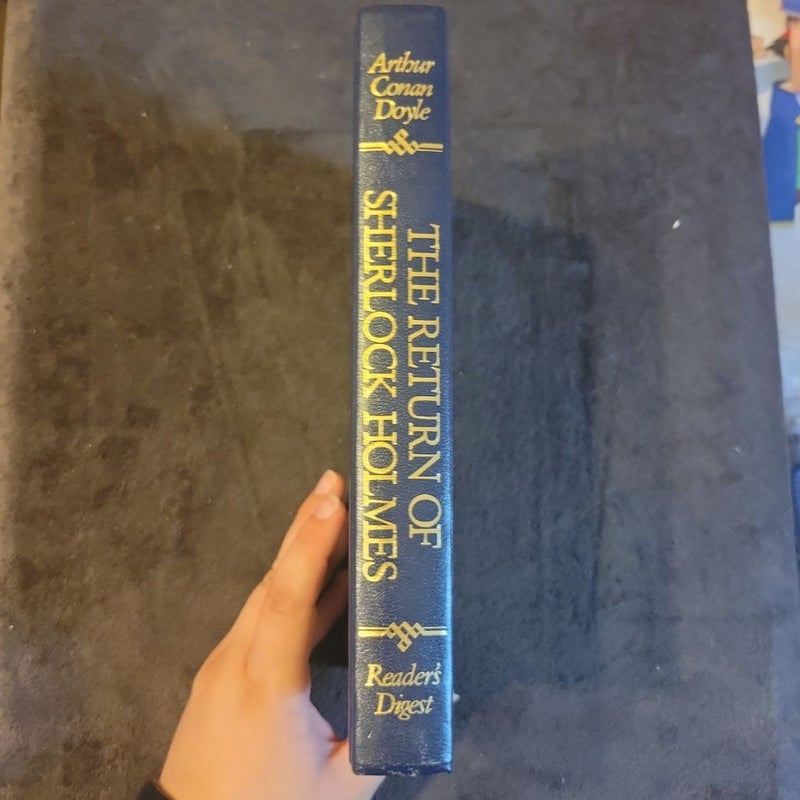 Arthur
Conan
Doyle
THE RETURN OF
SHERLOCK HOLMES
Reader's
Digest